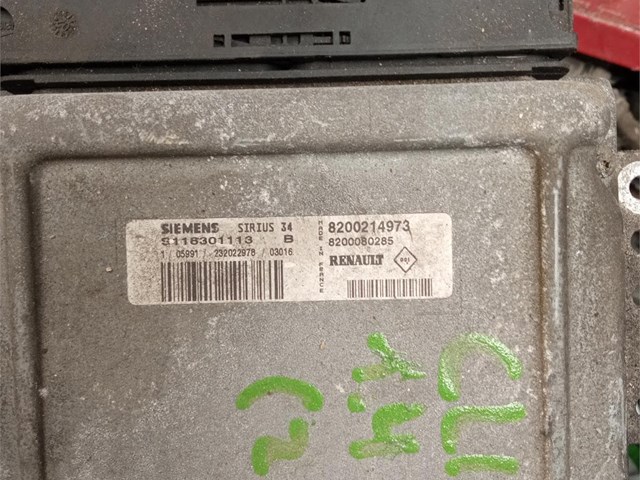 SIEMENS SIRIUS 34
S118301113 B
1 / 05991 / 232022978 / 03016
MADE IN FRANCE
8200214973
8200080285
RENAULT